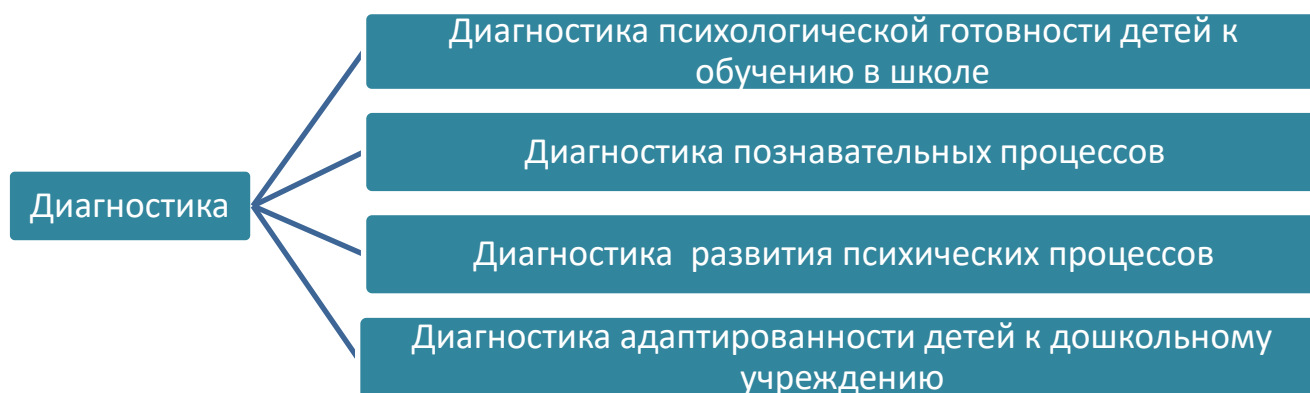 Диагностика психологической готовности детей к
обучению в школе
Диагностика познавательных процессов
Диагностика
Диагностика развития психических процессов
Диагностика адаптированности детей к дошкольному
учреждению